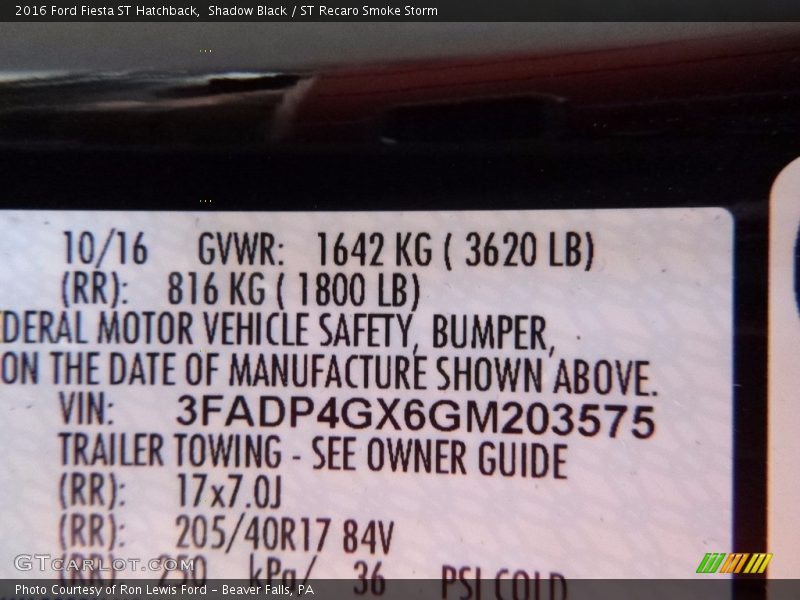 2016 Ford Fiesta ST Hatchback,  Shadow Black / ST Recaro Smoke Storm
10/16 GVWR: 1642 KG ( 3620 LB)
(RR): 816 KG ( 1800 LB)
DERAL MOTOR VEHICLE SAFETY, BUMPER,
ON THE DATE OF MANUFACTURE SHOWN ABOVE.
VIN: 3FADP4GX6GM203575
TRAILER TOWING - SEE OWNER GUIDE
(RR): 17x7.0J
(RR): 205/40R17 84V
(RR): 250 kPa/ 36 PSI COLD
GTCARLOT.COM
Photo Courtesy of Ron Lewis Ford – Beaver Falls, PA